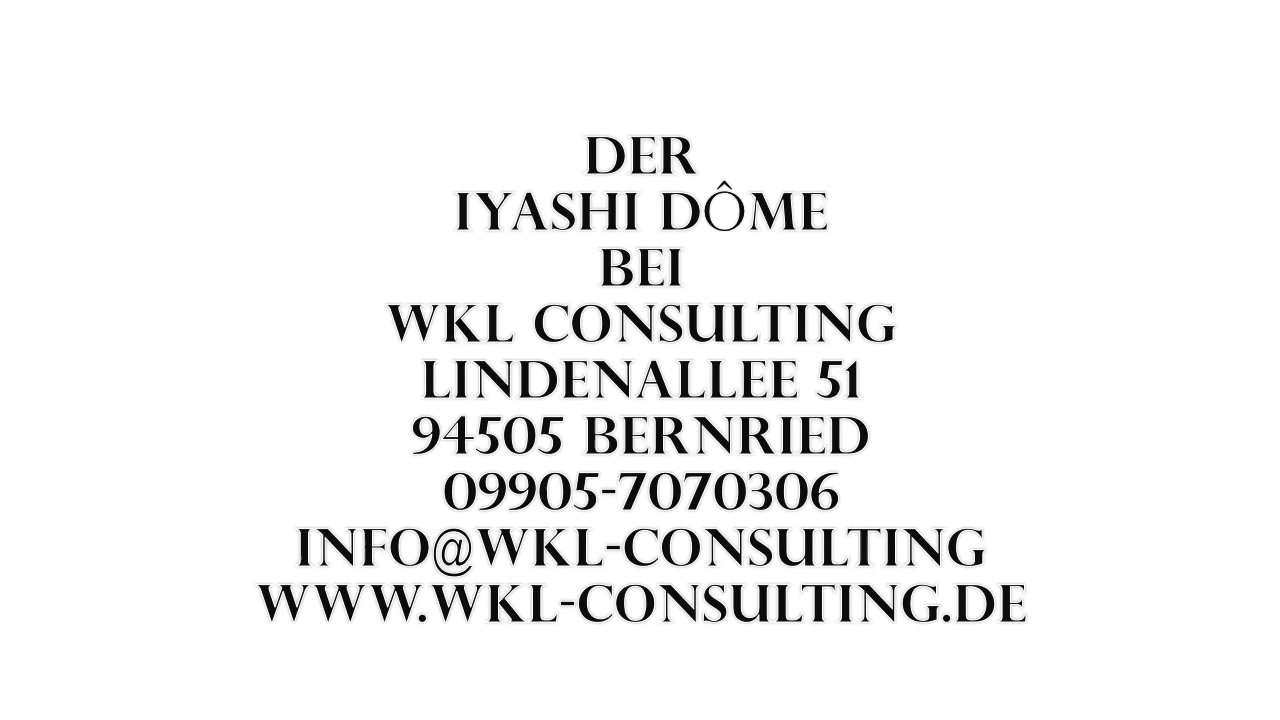 DER
IYASHI DÔME
BEI
WKL CONSULTING
LINDENALLEE 51
94505 BERNRIED
09905-7070306
INFO@WKL-CONSULTING
WWW.WKL-CONSULTING.DE